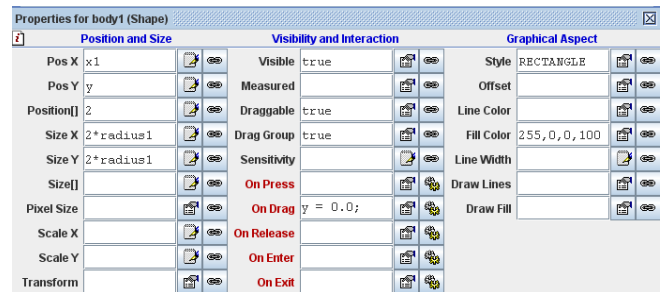 Properties for body1 (Shape)
Position and Size Visibility and Interaction Graphical Aspect
Pos X x1 Visible true Style RECTANGLE
Pos Y y Measured Offset
Position[] 2 Draggable true Line Color
Size X 2*radius1 Drag Group true Fill Color 255,0,0,100
Size Y 2*radius1 Sensitivity Line Width
Size[] On Press Draw Lines
Pixel Size On Drag y = 0.0; Draw Fill
Scale X On Release
Scale Y On Enter
Transform On Exit